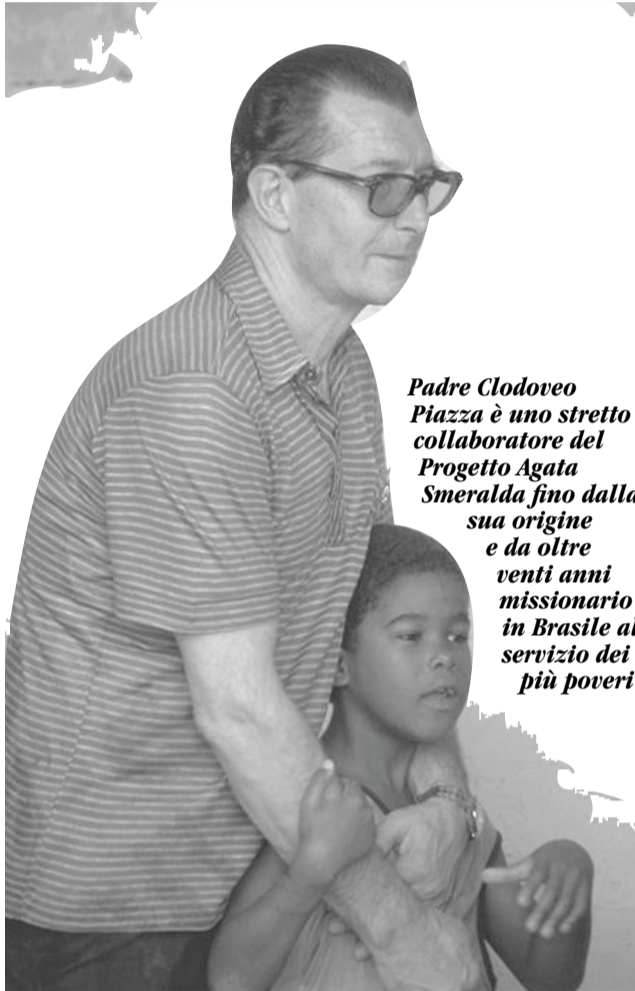 Padre Clodoveo
Piazza è uno stretto
collaboratore del
Progetto Agata
Smeralda fino dalla
sua origine
e da oltre
venti anni
missionario
in Brasile al
servizio dei
più poveri